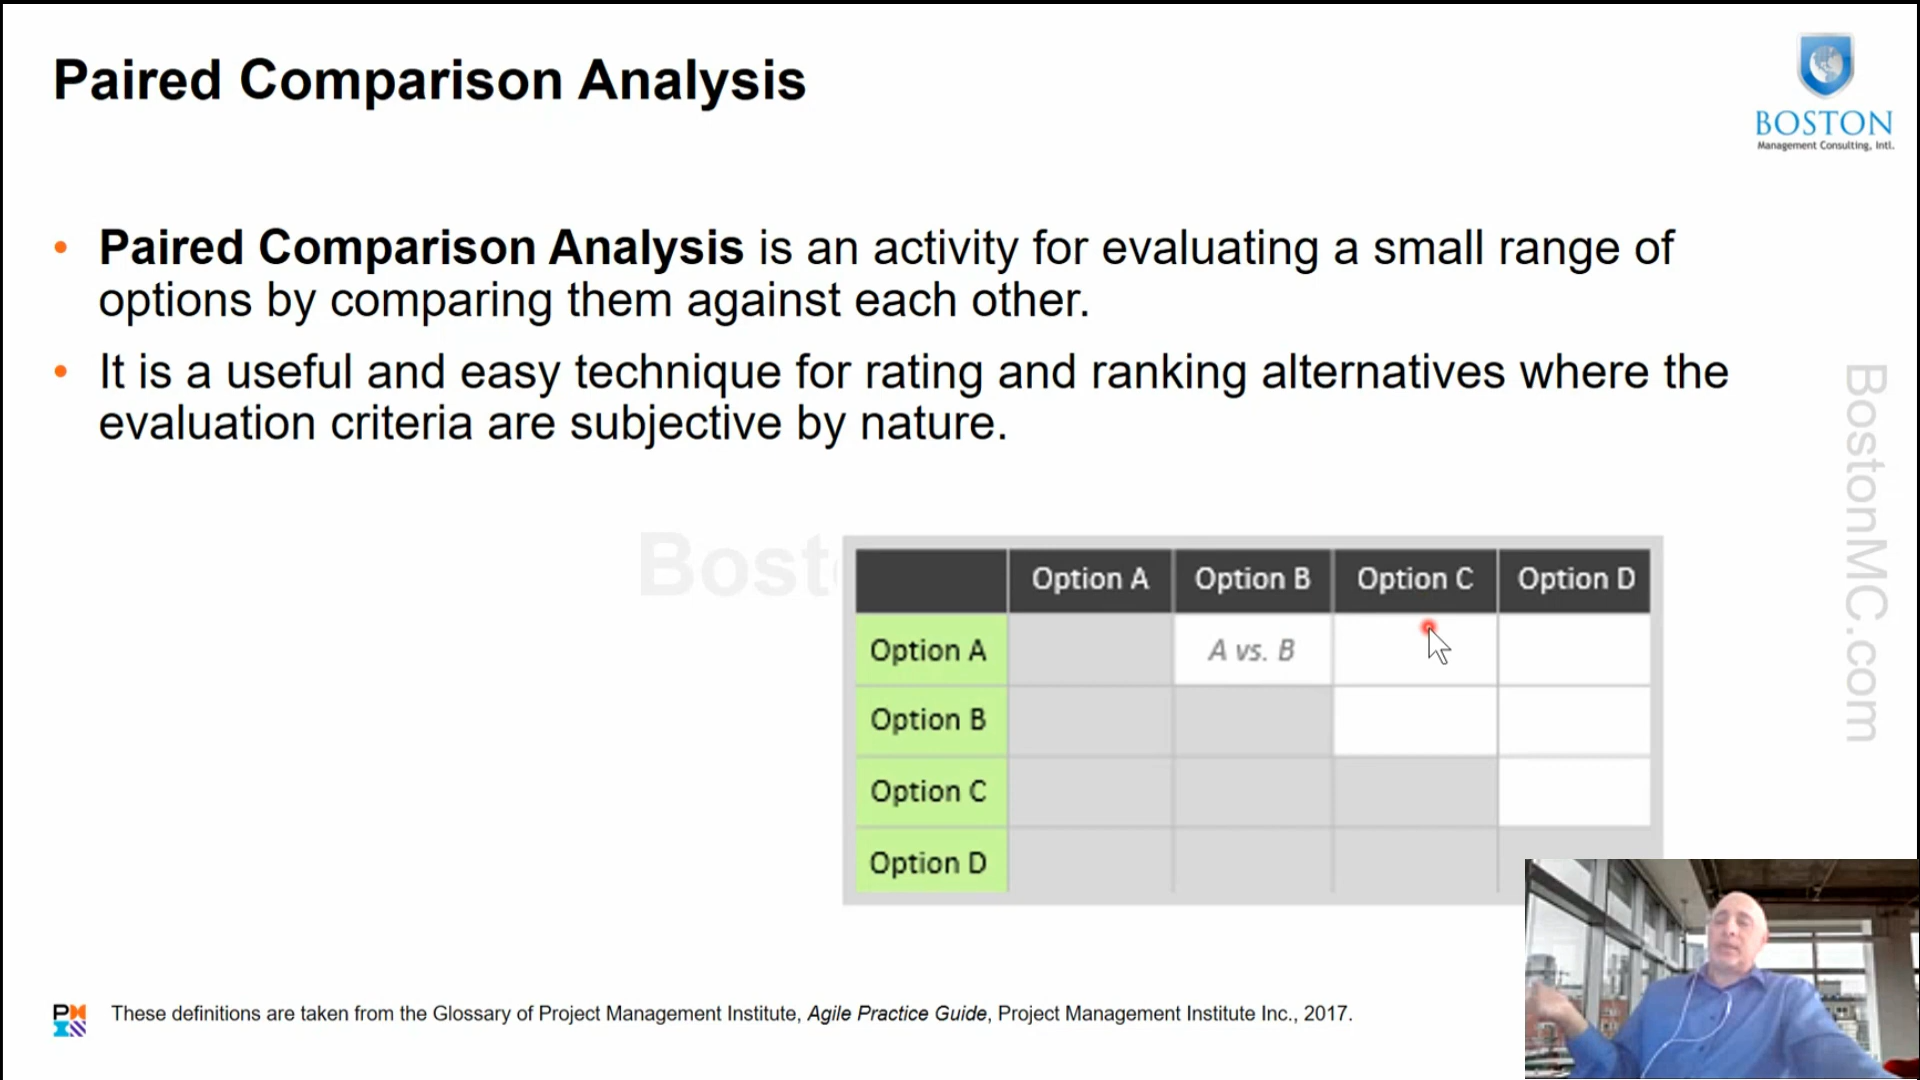 Paired Comparison Analysis
BOSTON
Management Consulting, Intl.
• Paired Comparison Analysis is an activity for evaluating a small range of
options by comparing them against each other.
• It is a useful and easy technique for rating and ranking alternatives where the
evaluation criteria are subjective by nature.
BostonMC.com
Bost
Option A Option B Option C Option D
Option A A vs. B
Option B
Option C
Option D
PMI
These definitions are taken from the Glossary of Project Management Institute, Agile Practice Guide, Project Management Institute Inc., 2017.